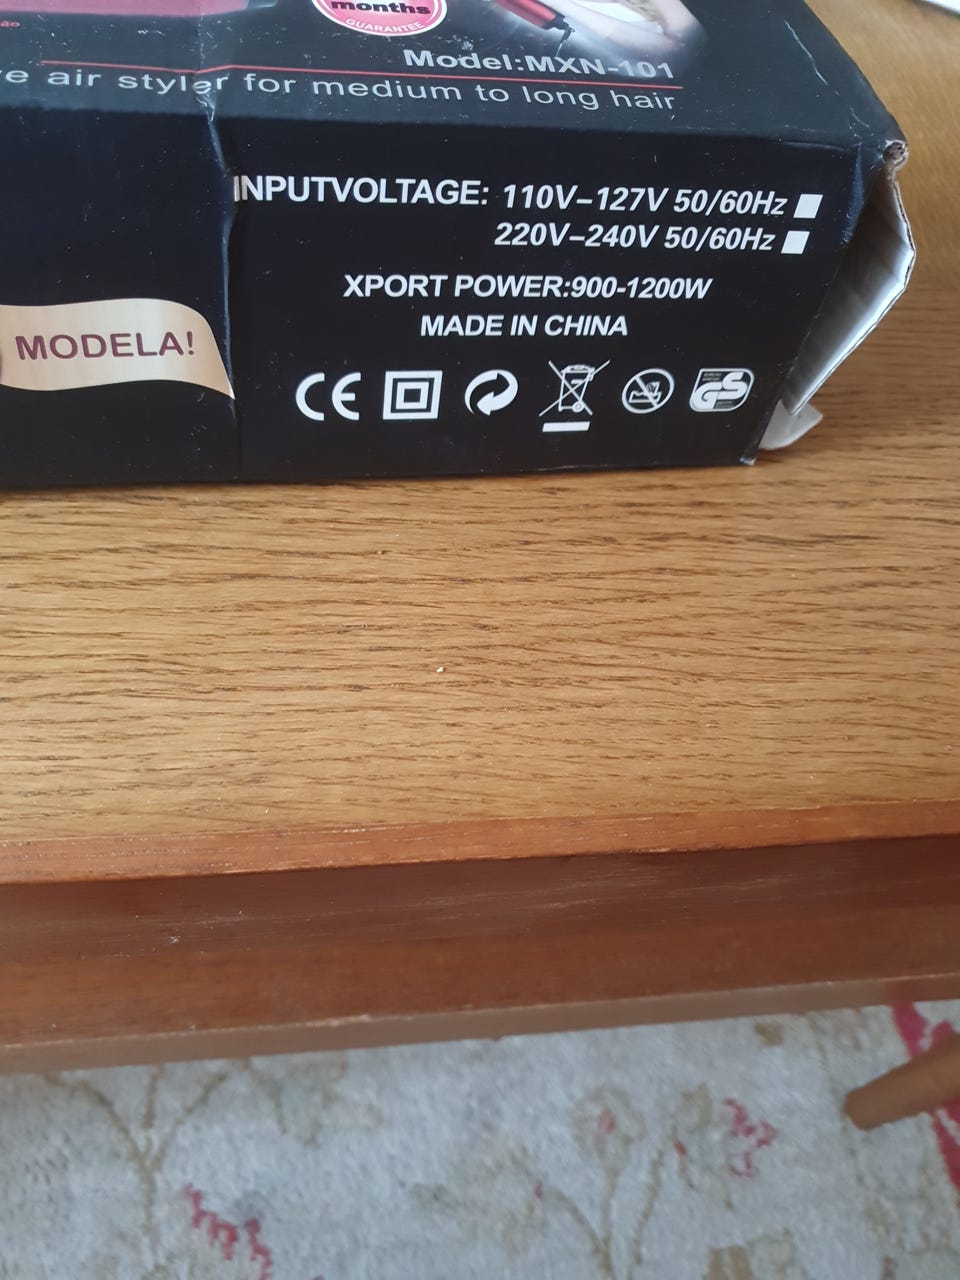 months
GUARANTEE
Model:MXN-101
air styler for medium to long hair
INPUTVOLTAGE: 110V–127V 50/60Hz
220V–240V 50/60Hz
XPORT POWER:900-1200W
MADE IN CHINA
MODELA!
CE
GS